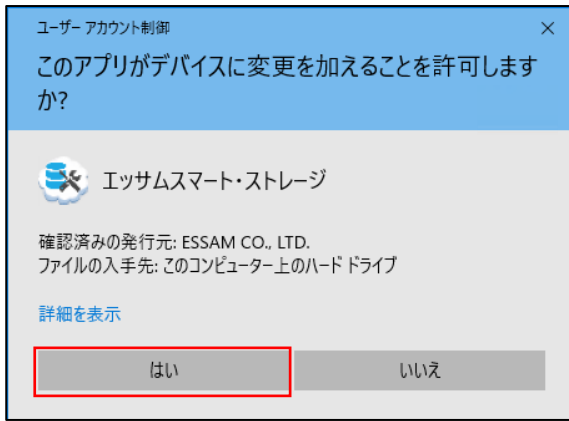 ユーザー アカウント制御
このアプリがデバイスに変更を加えることを許可します
か?
エッサムスマート・ストレージ
確認済みの発行元: ESSAM CO., LTD.
ファイルの入手先: このコンピューター上のハード ドライブ
詳細を表示
はい
いいえ